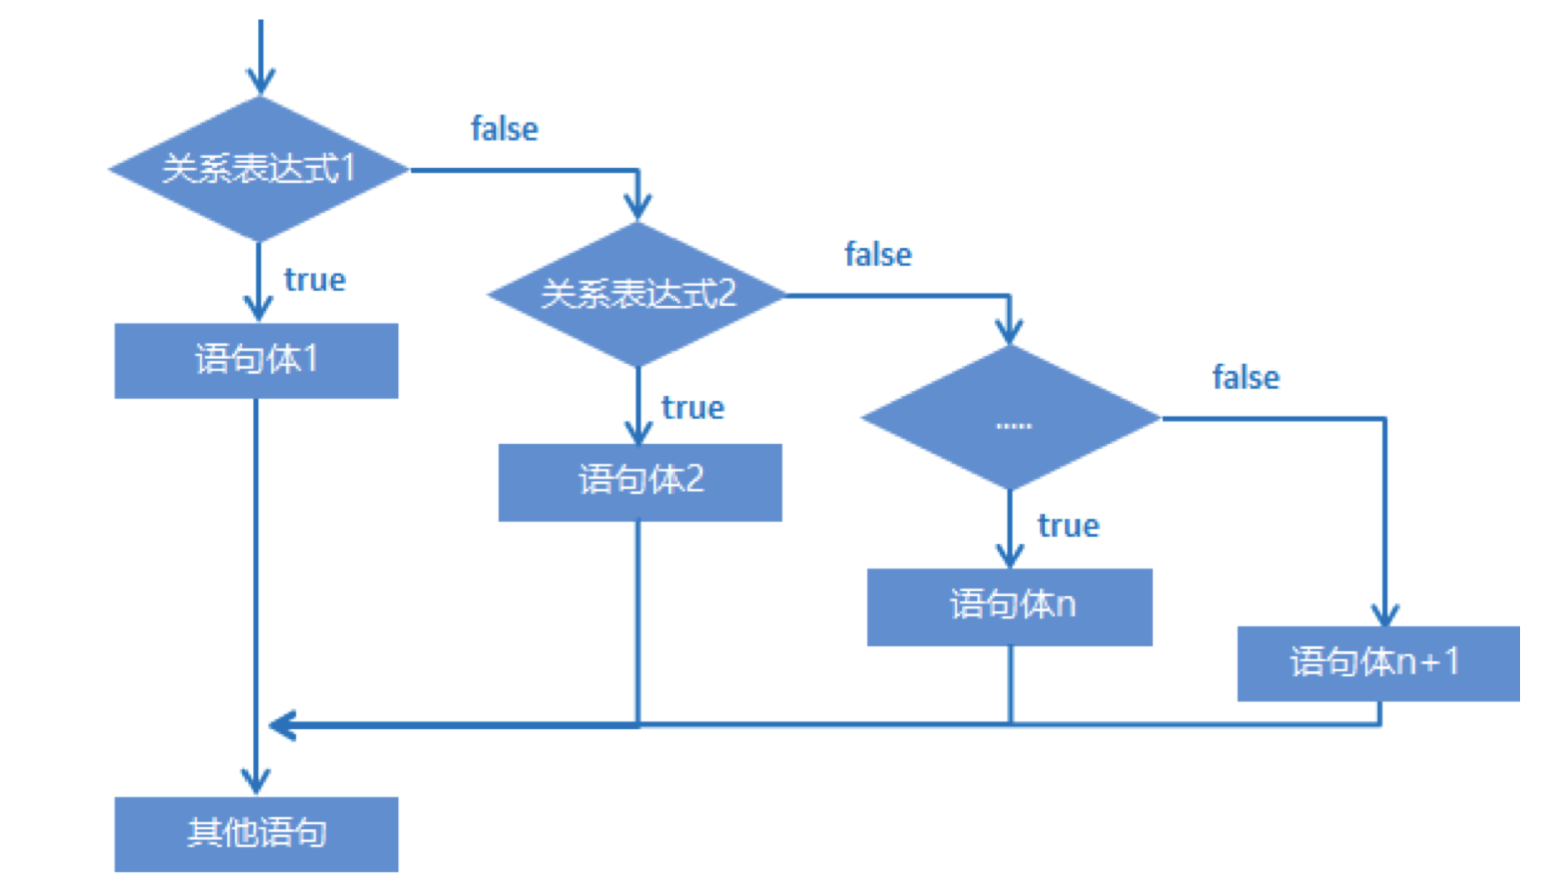 false
关系表达式1
false
true
关系表达式2
语句体1
false
true
.....
语句体2
true
语句体n
语句体n+1
其他语句